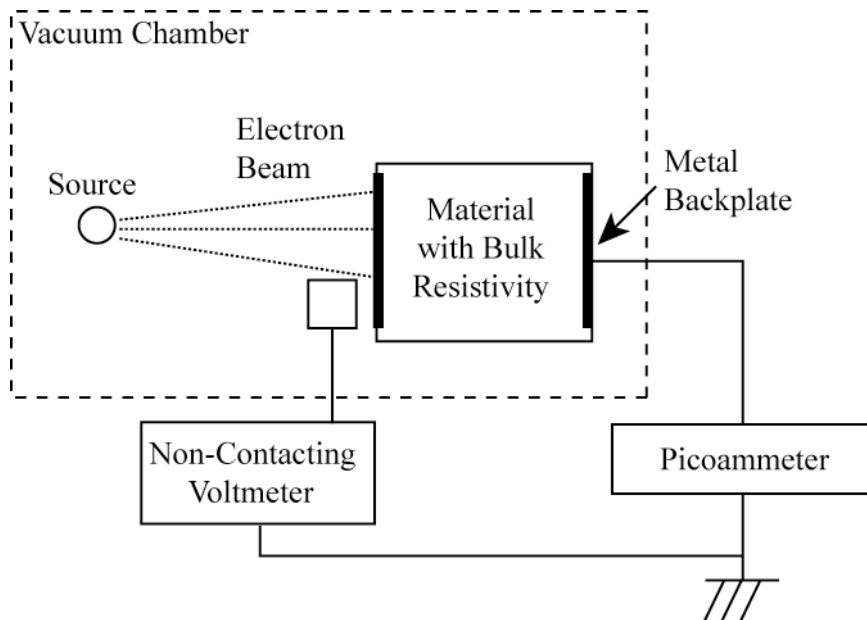 Vacuum Chamber
Electron
Beam
Source
Metal
Backplate
Material
with Bulk
Resistivity
Non-Contacting
Voltmeter
Picoammeter